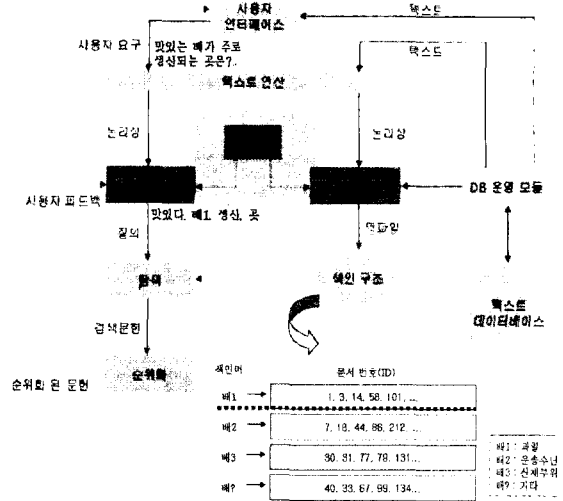 사용자
인터페이스
텍스트
사용자 요구
맛있는 배가 주로
생산되는 곳은?
텍스트
텍스트 연산
논리상
논리상
사용자 피드백
DB 운영 모듈
맛있다, 배1, 생산, 곳
질의
역파일
탐색
색인 구조
텍스트
데이터베이스
검색문헌
순위화 된 문헌
순위화
색인어
문서 번호(ID)
배1
1, 3, 14, 58, 101, ...
배2
7, 18, 44, 86, 212, ...
배3
30, 31, 77, 78, 131...
배?
40, 33, 67, 99, 134...
배1: 과일
배2: 운송수단
배3: 신체부위
배?: 기타